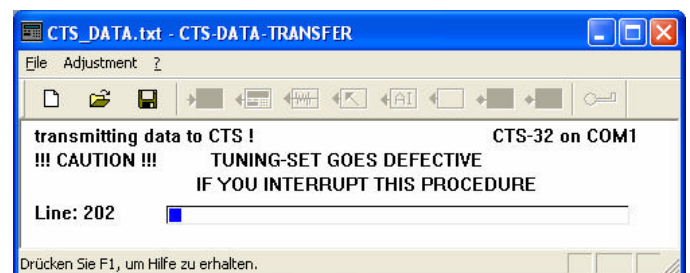 CTS_DATA.txt - CTS-DATA-TRANSFER
File Adjustment ?
AI
transmitting data to CTS ! CTS-32 on COM1
!!! CAUTION !!! TUNING-SET GOES DEFECTIVE
IF YOU INTERRUPT THIS PROCEDURE
Line: 202
Drücken Sie F1, um Hilfe zu erhalten.